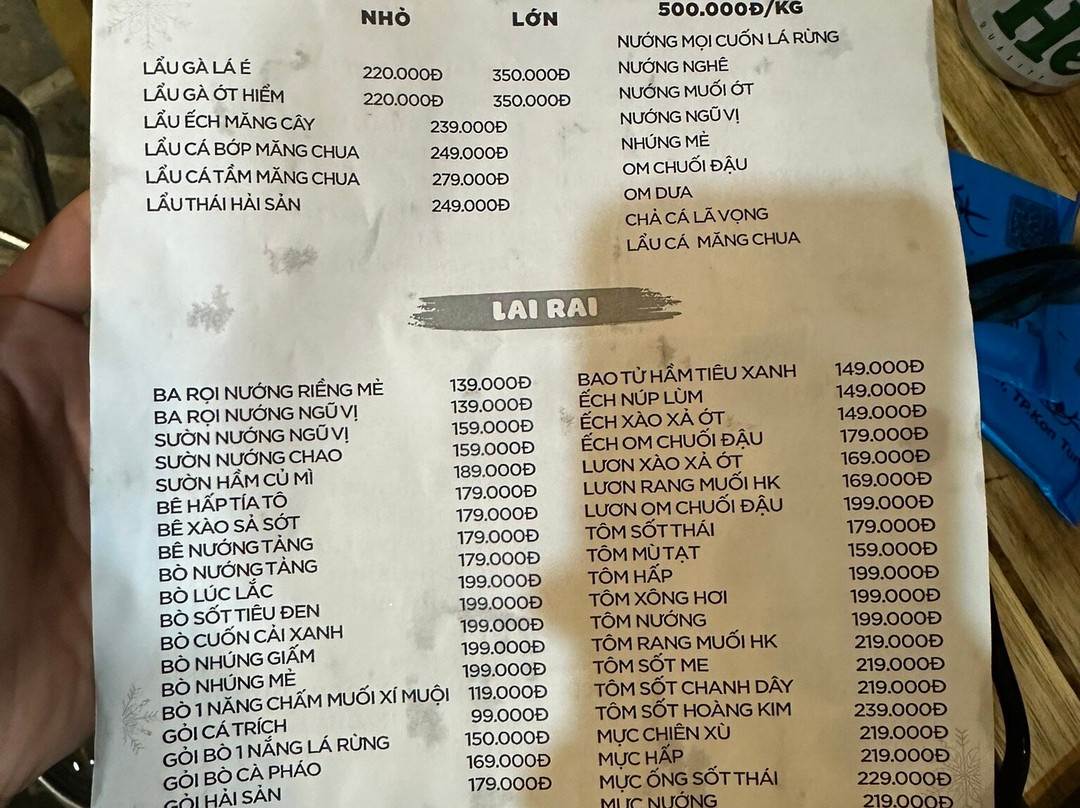 NHỎ LỚN
LẨU GÀ LÁ É 220.000Đ 350.000Đ
LẨU GÀ ỚT HIỂM 220.000Đ 350.000Đ
LẨU ẾCH MĂNG CÂY 239.000Đ
LẨU CÁ BỚP MĂNG CHUA 249.000Đ
LẨU CÁ TẦM MĂNG CHUA 279.000Đ
LẨU THÁI HẢI SẢN 249.000Đ
500.000Đ/KG
NƯỚNG MỌI CUỐN LÁ RỪNG
NƯỚNG NGHỆ
NƯỚNG MUỐI ỚT
NƯỚNG NGŨ VỊ
NHÚNG MẺ
OM CHUỐI ĐẬU
OM DƯA
CHẢ CÁ LÃ VỌNG
LẨU CÁ MĂNG CHUA
LAI RAI
BA RỌI NƯỚNG RIỀNG MẺ 139.000Đ
BA RỌI NƯỚNG NGŨ VỊ 139.000Đ
SƯỜN NƯỚNG NGŨ VỊ 159.000Đ
SƯỜN NƯỚNG CHAO 159.000Đ
SƯỜN HẦM CỦ MÌ 189.000Đ
BÊ HẤP TÍA TÔ 179.000Đ
BÊ XÀO SẢ SỚT 179.000Đ
BÊ NƯỚNG TẢNG 179.000Đ
BÒ NƯỚNG TẢNG 179.000Đ
BÒ LÚC LẮC 199.000Đ
BÒ SỐT TIÊU ĐEN 199.000Đ
BÒ CUỐN CẢI XANH 199.000Đ
BÒ NHÚNG GIẤM 199.000Đ
BÒ NHÚNG MẺ 199.000Đ
BÒ 1 NẮNG CHẤM MUỐI XÍ MUỘI 119.000Đ
GỎI CÁ TRÍCH 99.000Đ
GỎI BÒ 1 NẮNG LÁ RỪNG 150.000Đ
GỎI BÒ CÀ PHÁO 169.000Đ
GỎI HẢI SẢN 179.000Đ
BAO TỬ HẦM TIÊU XANH 149.000Đ
ẾCH NÚP LÙM 149.000Đ
ẾCH XÀO XẢ ỚT 149.000Đ
ẾCH OM CHUỐI ĐẬU 179.000Đ
LƯƠN XÀO XẢ ỚT 169.000Đ
LƯƠN RANG MUỐI HK 169.000Đ
LƯƠN OM CHUỐI ĐẬU 199.000Đ
TÔM SỐT THÁI 179.000Đ
TÔM MÙ TẠT 159.000Đ
TÔM HẤP 199.000Đ
TÔM XÔNG HƠI 199.000Đ
TÔM NƯỚNG 199.000Đ
TÔM RANG MUỐI HK 219.000Đ
TÔM SỐT ME 219.000Đ
TÔM SỐT CHANH DÂY 219.000Đ
TÔM SỐT HOÀNG KIM 239.000Đ
MỰC CHIÊN XÙ 219.000Đ
MỰC HẤP 219.000Đ
MỰC ỐNG SỐT THÁI 229.000Đ
MỰC NƯỚNG 219.000Đ
He
QUALITY
TP.Kon Tum